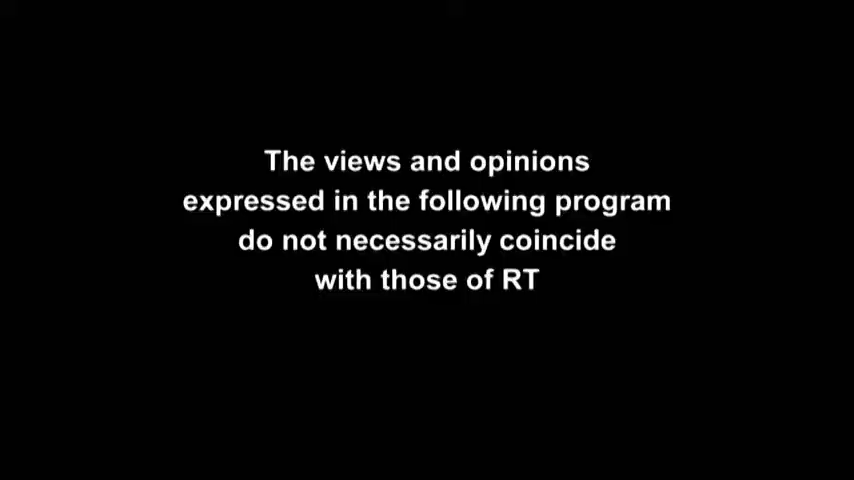 The views and opinions
expressed in the following program
do not necessarily coincide
with those of RT